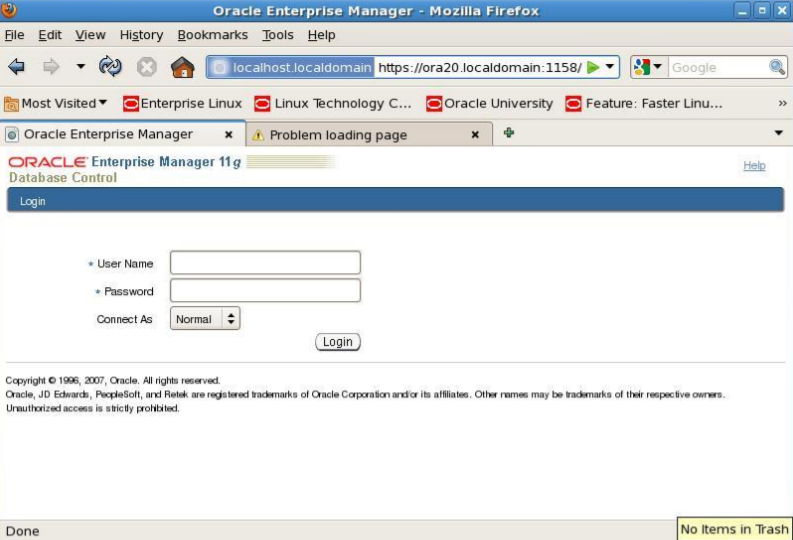 Oracle Enterprise Manager - Mozilla Firefox
File Edit View History Bookmarks Tools Help
localhost.localdomain https://ora20.localdomain:1158/ Google
Most Visited Enterprise Linux Linux Technology C... Oracle University Feature: Faster Linu... »
Oracle Enterprise Manager Problem loading page
ORACLE Enterprise Manager 11g
Database Control
Help
Login
* User Name
* Password
Connect As Normal
Login
Copyright © 1996, 2007, Oracle. All rights reserved.
Oracle, JD Edwards, PeopleSoft, and Retek are registered trademarks of Oracle Corporation and/or its affiliates. Other names may be trademarks of their respective owners.
Unauthorized access is strictly prohibited.
Done
No Items in Trash